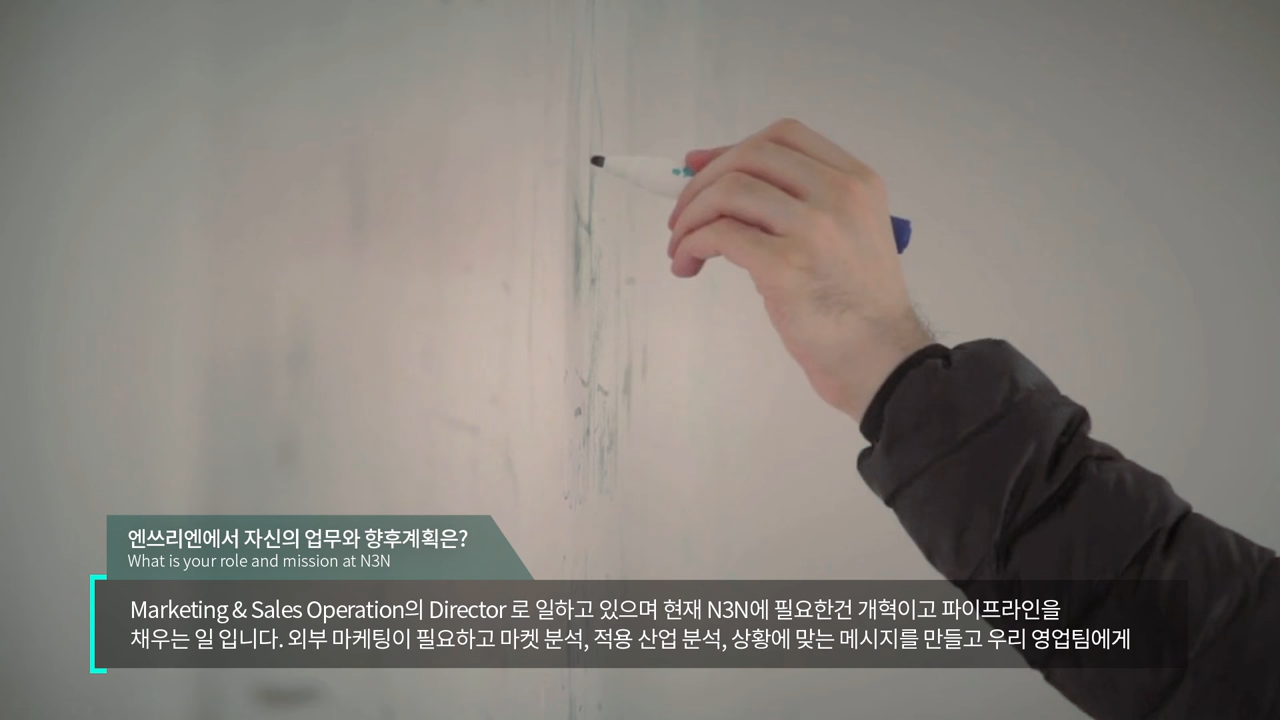 엔쓰리엔에서 자신의 업무와 향후계획은?
What is your role and mission at N3N
Marketing & Sales Operation의 Director 로 일하고 있으며 현재 N3N에 필요한건 개혁이고 파이프라인을
채우는 일 입니다. 외부 마케팅이 필요하고 마켓 분석, 적용 산업 분석, 상황에 맞는 메시지를 만들고 우리 영업팀에게